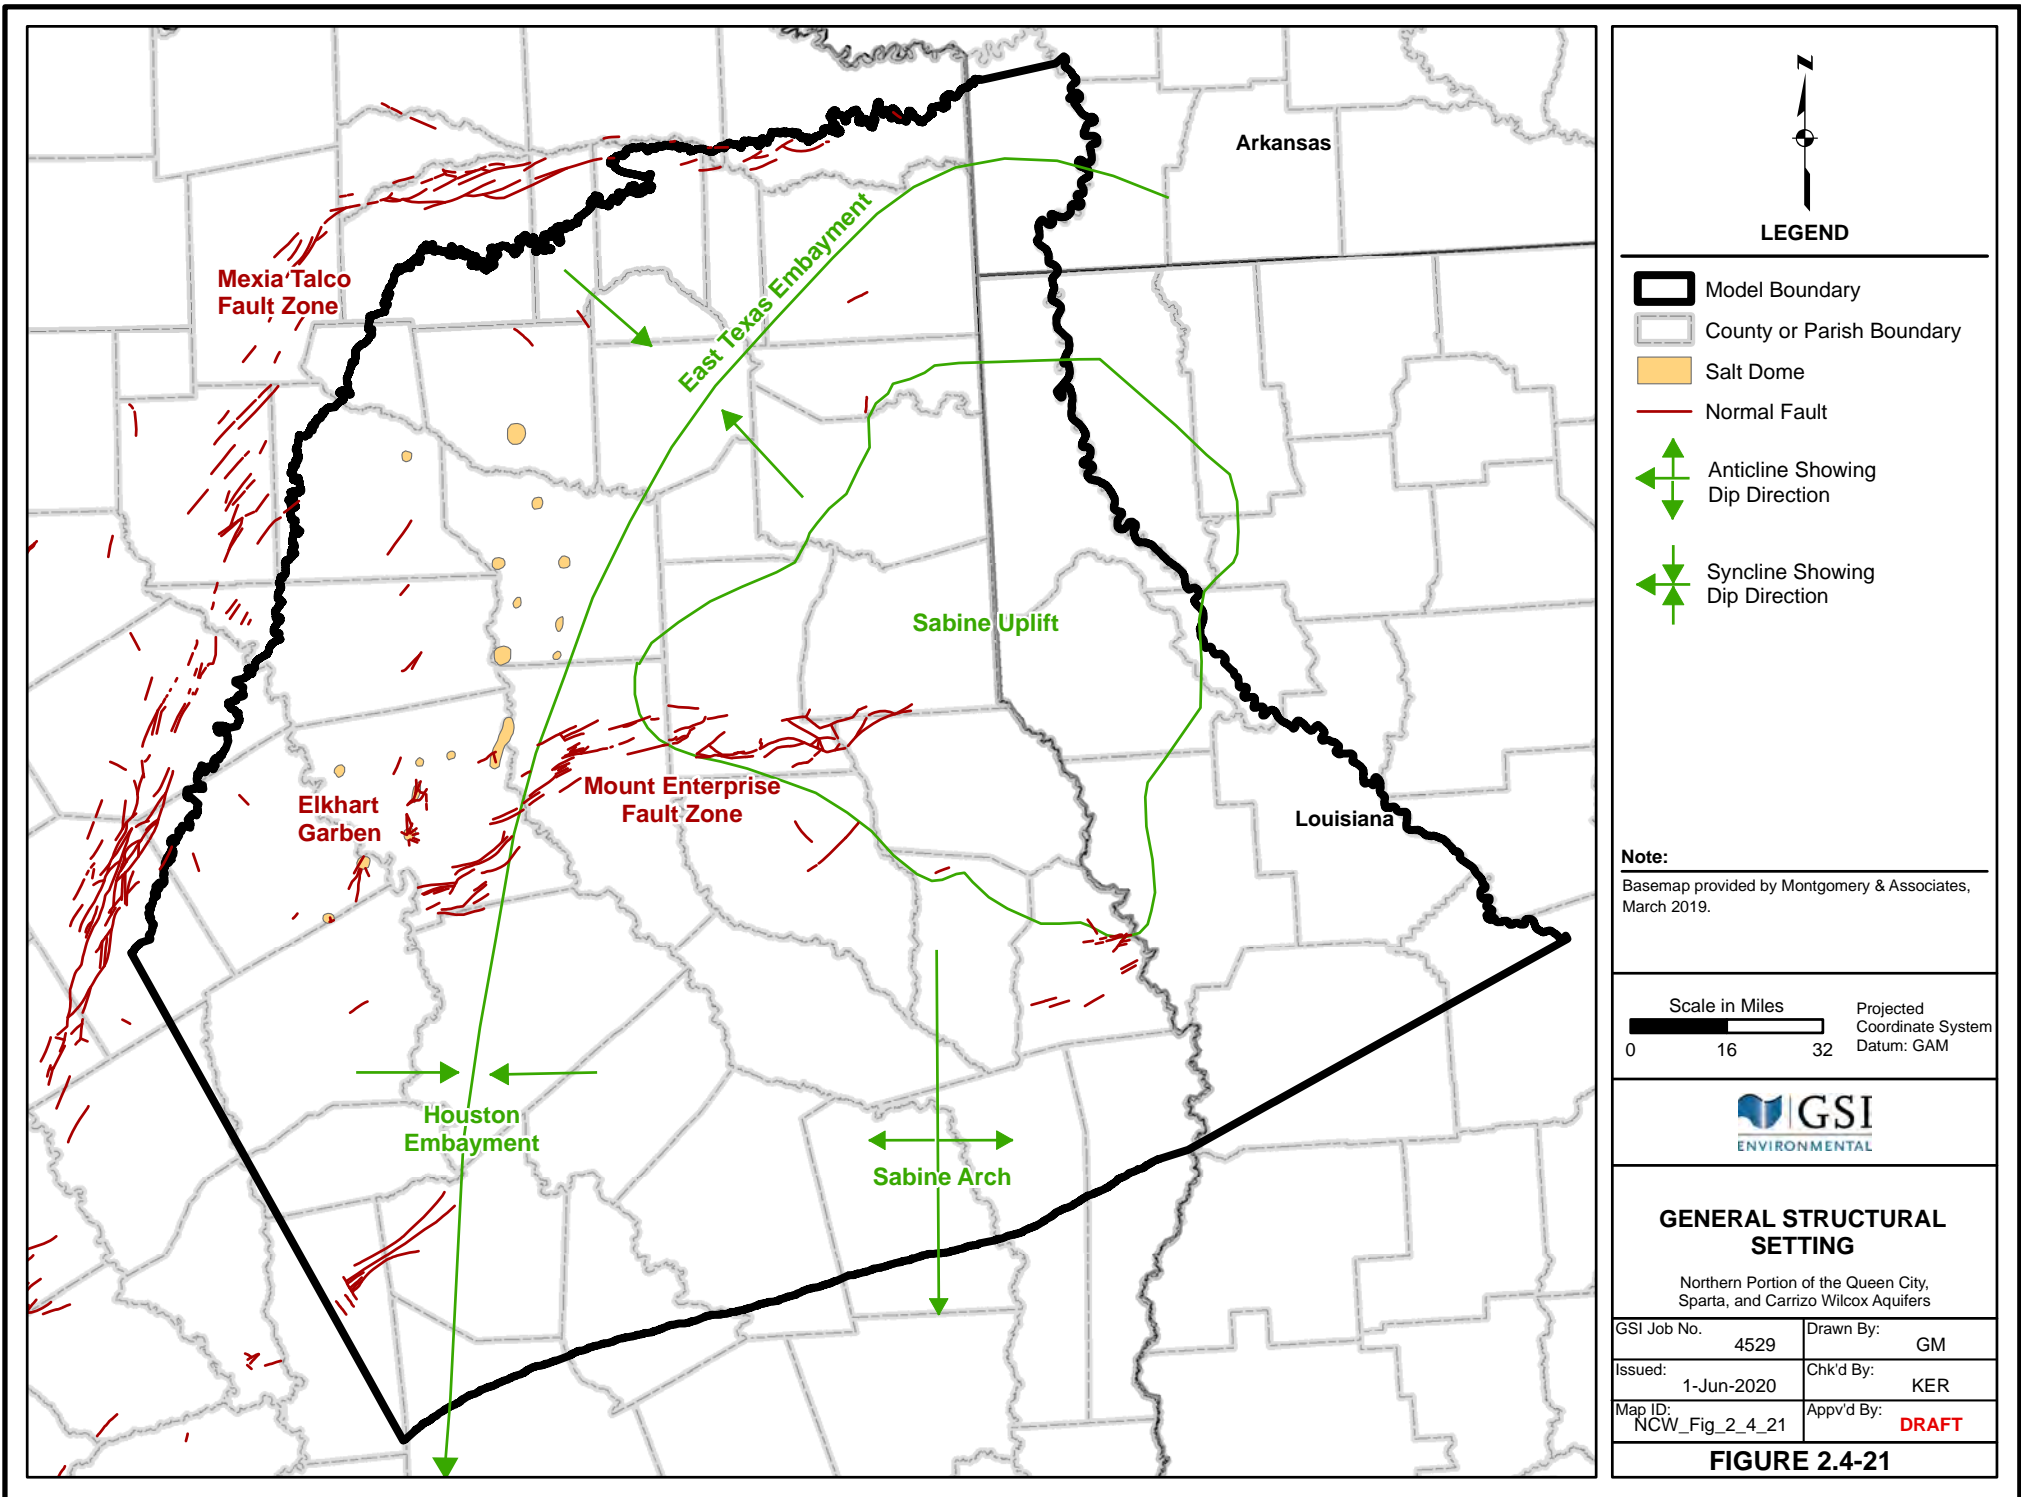 Arkansas
East Texas Embayment
Mexia Talco
Fault Zone
Sabine Uplift
Mount Enterprise
Fault Zone
Elkhart
Garben
Louisiana
Houston
Embayment
Sabine Arch
N
LEGEND
Model Boundary
County or Parish Boundary
Salt Dome
Normal Fault
Anticline Showing
Dip Direction
Syncline Showing
Dip Direction
Note:
Basemap provided by Montgomery & Associates,
March 2019.
Scale in Miles
0 16 32
Projected
Coordinate System
Datum: GAM
GSI
ENVIRONMENTAL
GENERAL STRUCTURAL
SETTING
Northern Portion of the Queen City,
Sparta, and Carrizo Wilcox Aquifers
GSI Job No. 4529
Drawn By: GM
Issued: 1-Jun-2020
Chk'd By: KER
Map ID: NCW_Fig_2_4_21
Appv'd By: DRAFT
FIGURE 2.4-21